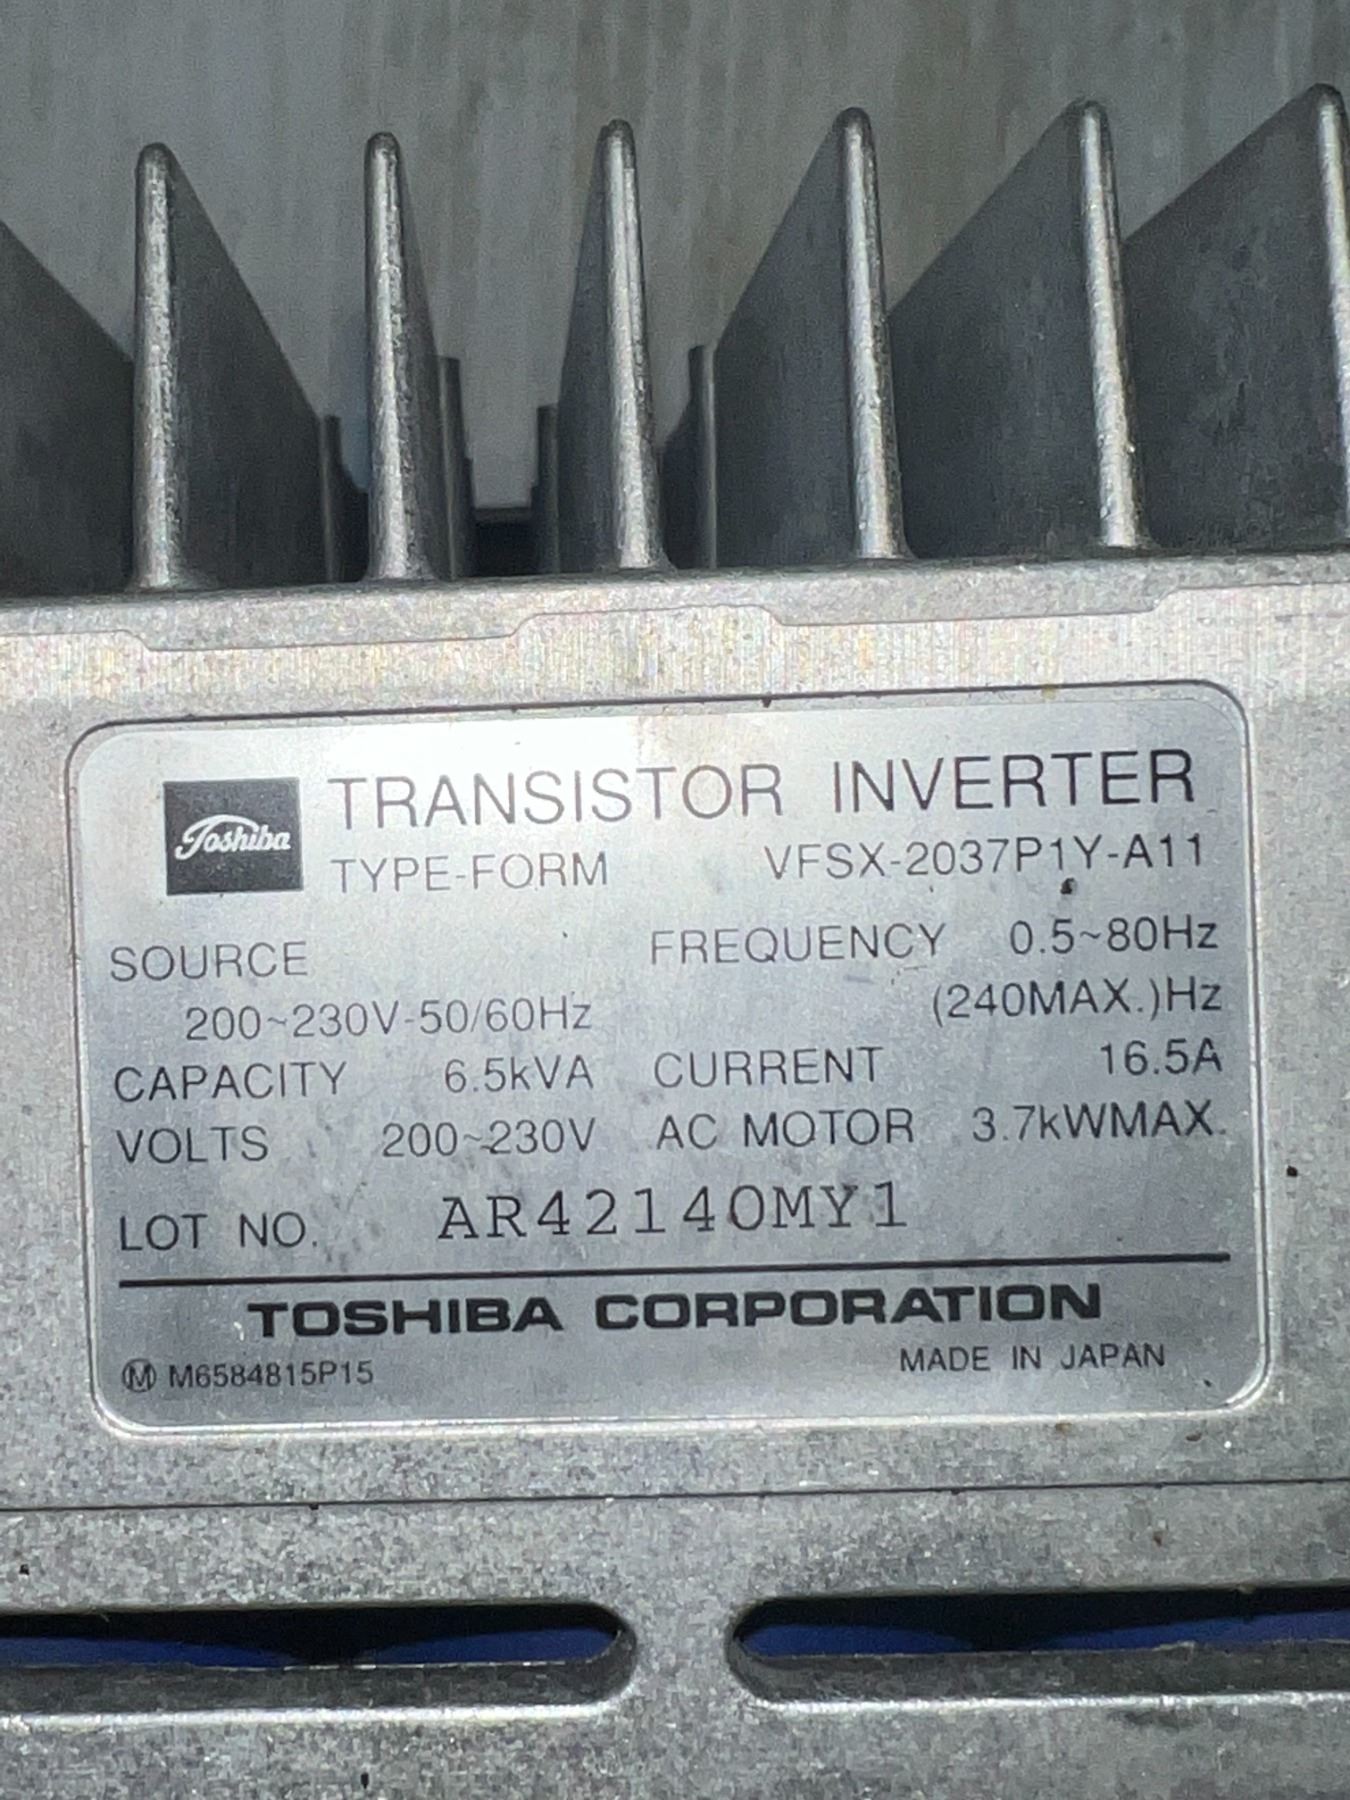 Toshiba
TRANSISTOR INVERTER
TYPE-FORM VFSX-2037P1Y-A11
SOURCE FREQUENCY 0.5~80Hz
200~230V-50/60Hz (240MAX.)Hz
CAPACITY 6.5kVA CURRENT 16.5A
VOLTS 200~230V AC MOTOR 3.7kWMAX.
LOT NO. AR42140MY1
TOSHIBA CORPORATION
Ⓜ M6584815P15 MADE IN JAPAN